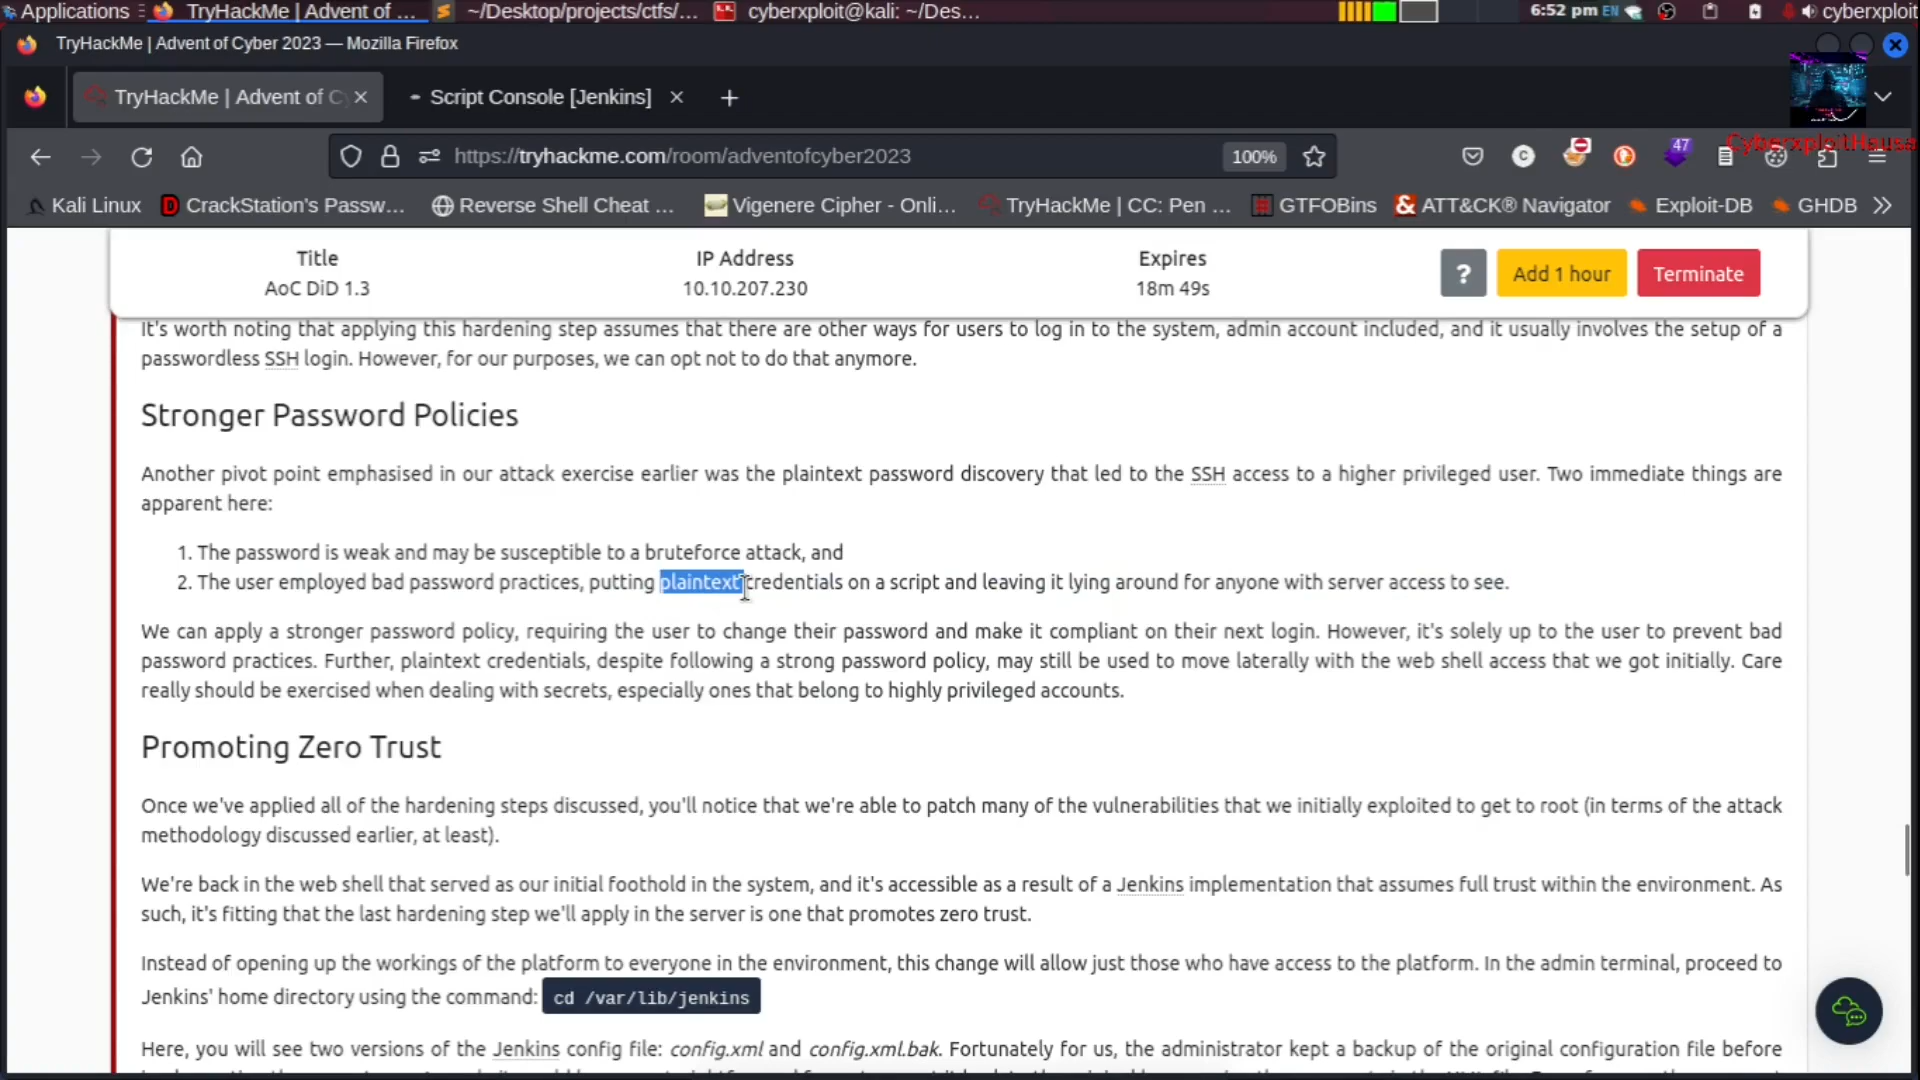 Applications
TryHackMe | Advent of ...
~/Desktop/projects/ctfs/...
cyberxploit@kali: ~/Des...
6:52 pm EN
cyberxploit
TryHackMe | Advent of Cyber 2023 — Mozilla Firefox
TryHackMe | Advent of C
Script Console [Jenkins]
https://tryhackme.com/room/adventofcyber2023
100%
47
CyberxploitHausa
Kali Linux
CrackStation's Passw...
Reverse Shell Cheat ...
Vigenere Cipher - Onli...
TryHackMe | CC: Pen ...
GTFOBins
ATT&CK® Navigator
Exploit-DB
GHDB
Title
IP Address
Expires
AoC DiD 1.3
10.10.207.230
18m 49s
?
Add 1 hour
Terminate
It's worth noting that applying this hardening step assumes that there are other ways for users to log in to the system, admin account included, and it usually involves the setup of a
passwordless SSH login. However, for our purposes, we can opt not to do that anymore.
Stronger Password Policies
Another pivot point emphasised in our attack exercise earlier was the plaintext password discovery that led to the SSH access to a higher privileged user. Two immediate things are
apparent here:
1. The password is weak and may be susceptible to a bruteforce attack, and
2. The user employed bad password practices, putting plaintext credentials on a script and leaving it lying around for anyone with server access to see.
We can apply a stronger password policy, requiring the user to change their password and make it compliant on their next login. However, it's solely up to the user to prevent bad
password practices. Further, plaintext credentials, despite following a strong password policy, may still be used to move laterally with the web shell access that we got initially. Care
really should be exercised when dealing with secrets, especially ones that belong to highly privileged accounts.
Promoting Zero Trust
Once we've applied all of the hardening steps discussed, you'll notice that we're able to patch many of the vulnerabilities that we initially exploited to get to root (in terms of the attack
methodology discussed earlier, at least).
We're back in the web shell that served as our initial foothold in the system, and it's accessible as a result of a Jenkins implementation that assumes full trust within the environment. As
such, it's fitting that the last hardening step we'll apply in the server is one that promotes zero trust.
Instead of opening up the workings of the platform to everyone in the environment, this change will allow just those who have access to the platform. In the admin terminal, proceed to
Jenkins' home directory using the command: cd /var/lib/jenkins
Here, you will see two versions of the Jenkins config file: config.xml and config.xml.bak. Fortunately for us, the administrator kept a backup of the original configuration file before